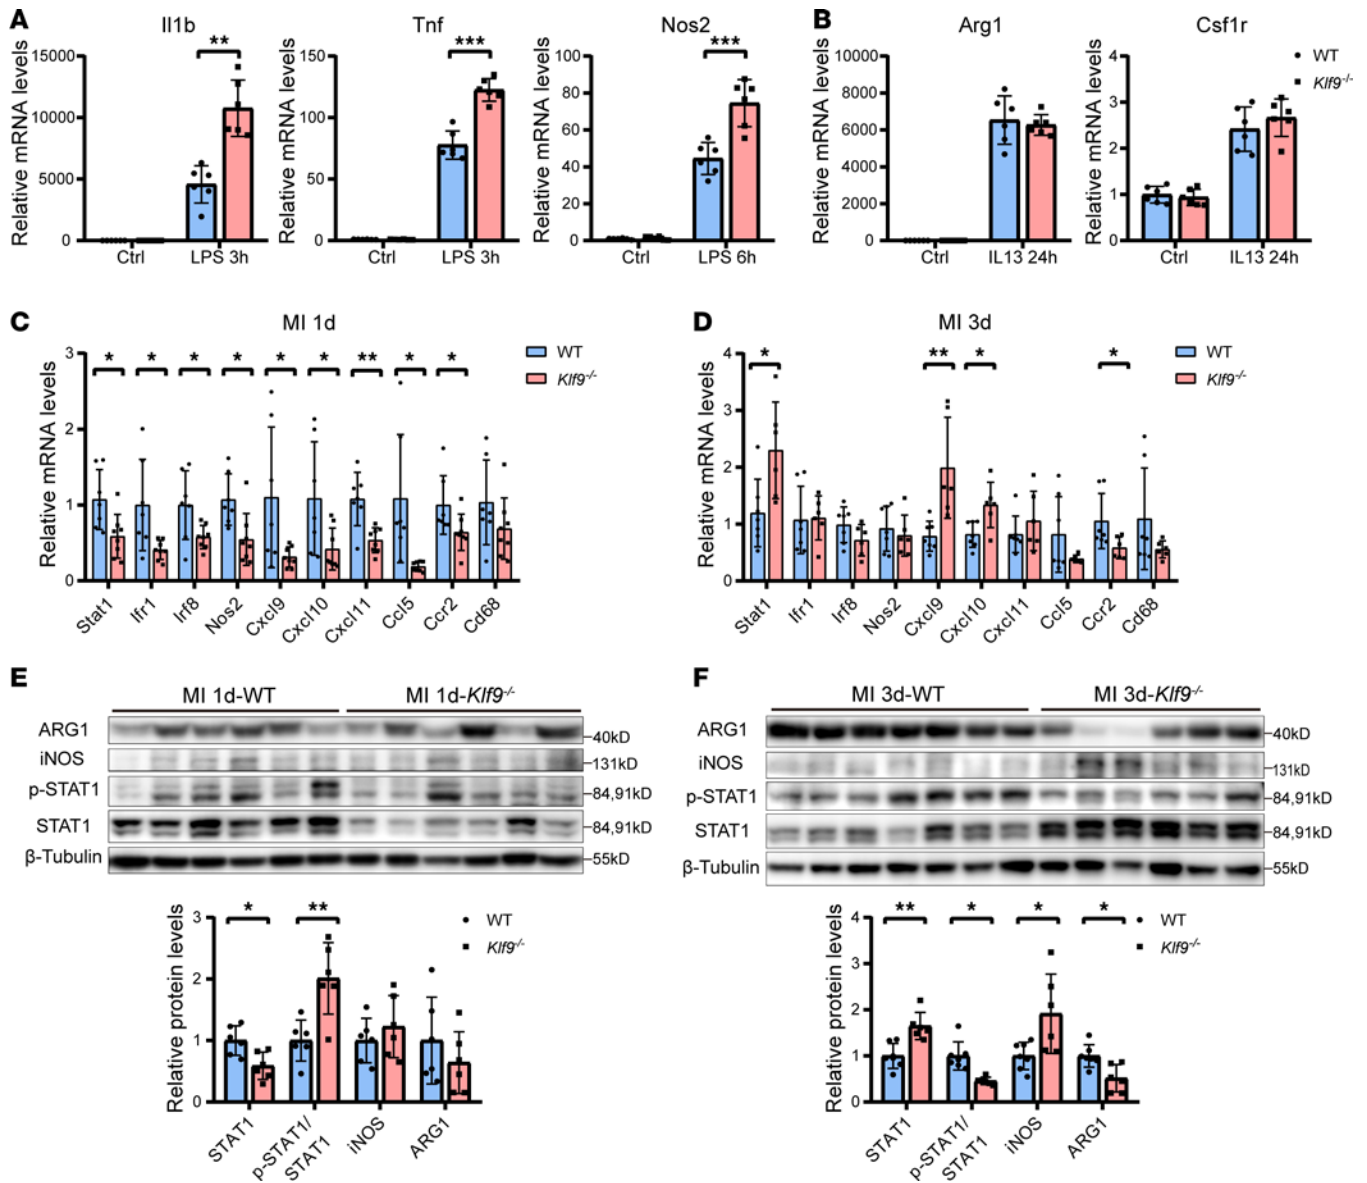 A
Il1b
Tnf
Nos2
Relative mRNA levels
15000
10000
5000
0
**
Ctrl
LPS 3h
Relative mRNA levels
150
100
50
0
***
Ctrl
LPS 3h
Relative mRNA levels
100
80
60
40
20
0
***
Ctrl
LPS 6h
B
Arg1
Csf1r
Relative mRNA levels
10000
8000
6000
4000
2000
0
Ctrl
IL13 24h
Relative mRNA levels
4
3
2
1
0
Ctrl
IL13 24h
WT
Klf9-/-
C
MI 1d
Relative mRNA levels
3
2
1
0
* * * * * * ** * *
Stat1 Ifr1 Irf8 Nos2 Cxcl9 Cxcl10 Cxcl11 Ccl5 Ccr2 Cd68
WT
Klf9-/-
D
MI 3d
Relative mRNA levels
4
3
2
1
0
* ** * *
Stat1 Ifr1 Irf8 Nos2 Cxcl9 Cxcl10 Cxcl11 Ccl5 Ccr2 Cd68
WT
Klf9-/-
E
MI 1d-WT MI 1d-Klf9-/-
ARG1 40kD
iNOS 131kD
p-STAT1 84,91kD
STAT1 84,91kD
β-Tubulin 55kD
Relative protein levels
3
2
1
0
* **
STAT1 p-STAT1/ STAT1 iNOS ARG1
WT
Klf9-/-
F
MI 3d-WT MI 3d-Klf9-/-
ARG1 40kD
iNOS 131kD
p-STAT1 84,91kD
STAT1 84,91kD
β-Tubulin 55kD
Relative protein levels
4
3
2
1
0
** * * *
STAT1 p-STAT1/ STAT1 iNOS ARG1
WT
Klf9-/-